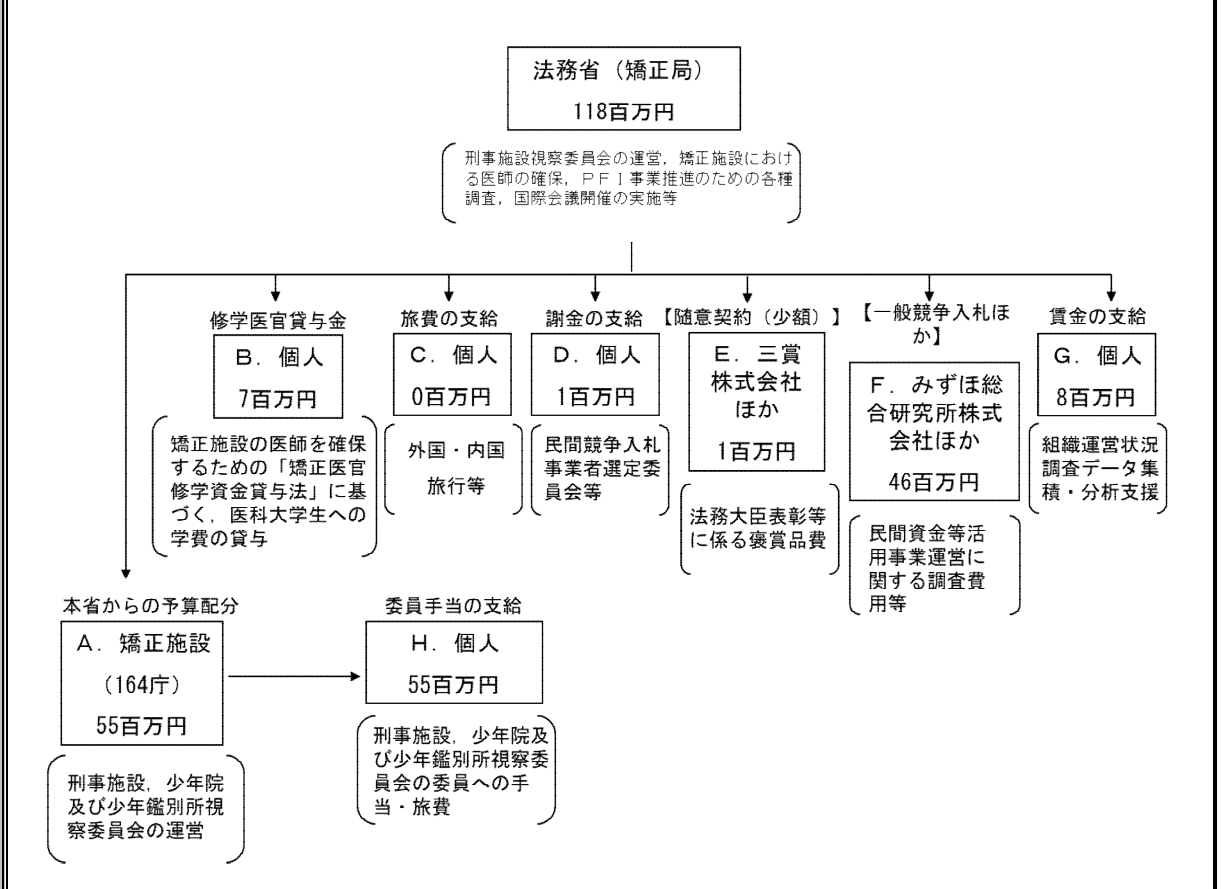 法務省（矯正局）
118百万円
刑事施設視察委員会の運営，矯正施設におけ
る医師の確保，ＰＦＩ事業推進のための各種
調査，国際会議開催の実施等
修学医官貸与金
Ｂ．個人
7百万円
矯正施設の医師を確保
するための「矯正医官
修学資金貸与法」に基
づく，医科大学生への
学費の貸与
旅費の支給
Ｃ．個人
0百万円
外国・内国
旅行等
謝金の支給
Ｄ．個人
1百万円
民間競争入札
事業者選定委
員会等
【随意契約（少額）】
Ｅ．三賞
株式会社
ほか
1百万円
法務大臣表彰等
に係る褒賞品費
【一般競争入札ほ
か】
Ｆ．みずほ総
合研究所株式
会社ほか
46百万円
民間資金等活
用事業運営に
関する調査費
用等
賃金の支給
Ｇ．個人
8百万円
組織運営状況
調査データ集
積・分析支援
本省からの予算配分
Ａ．矯正施設
（164庁）
55百万円
刑事施設，少年院
及び少年鑑別所視
察委員会の運営
委員手当の支給
Ｈ．個人
55百万円
刑事施設，少年院及
び少年鑑別所視察委
員会の委員への手
当・旅費